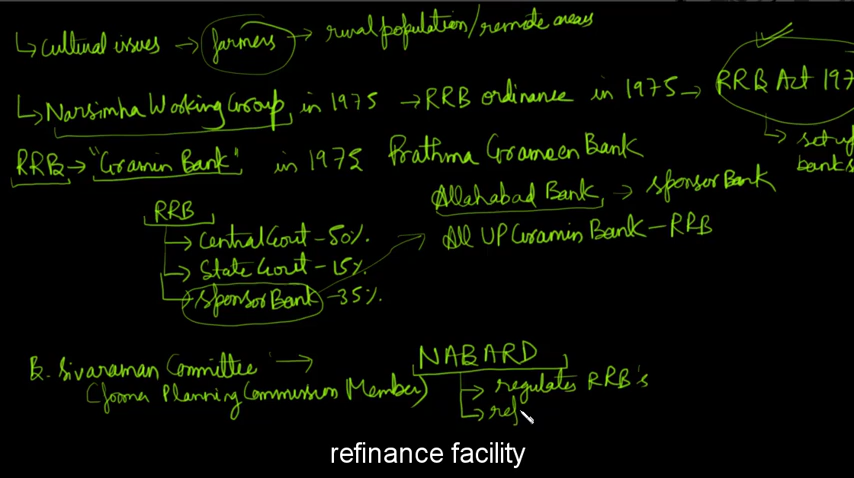 ↳ Cultural issues → farmers → rural population/remote areas
↳ Narsimha Working Group, in 1975 → RRB ordinance in 1975 → RRB Act 197
↳ set up banks
RRB → "Gramin Bank" in 1975 Prathma Grameen Bank
Allahabad Bank, → sponsor Bank
RRB
→ Central Govt - 50%.
All UP Gramin Bank - RRB
→ State Govt - 15%
→ Sponsor Bank - 35%.
B. Sivaraman Committee →
(former Planning Commission Member)
NABARD
→ regulates RRB's
↳ ref
refinance facility